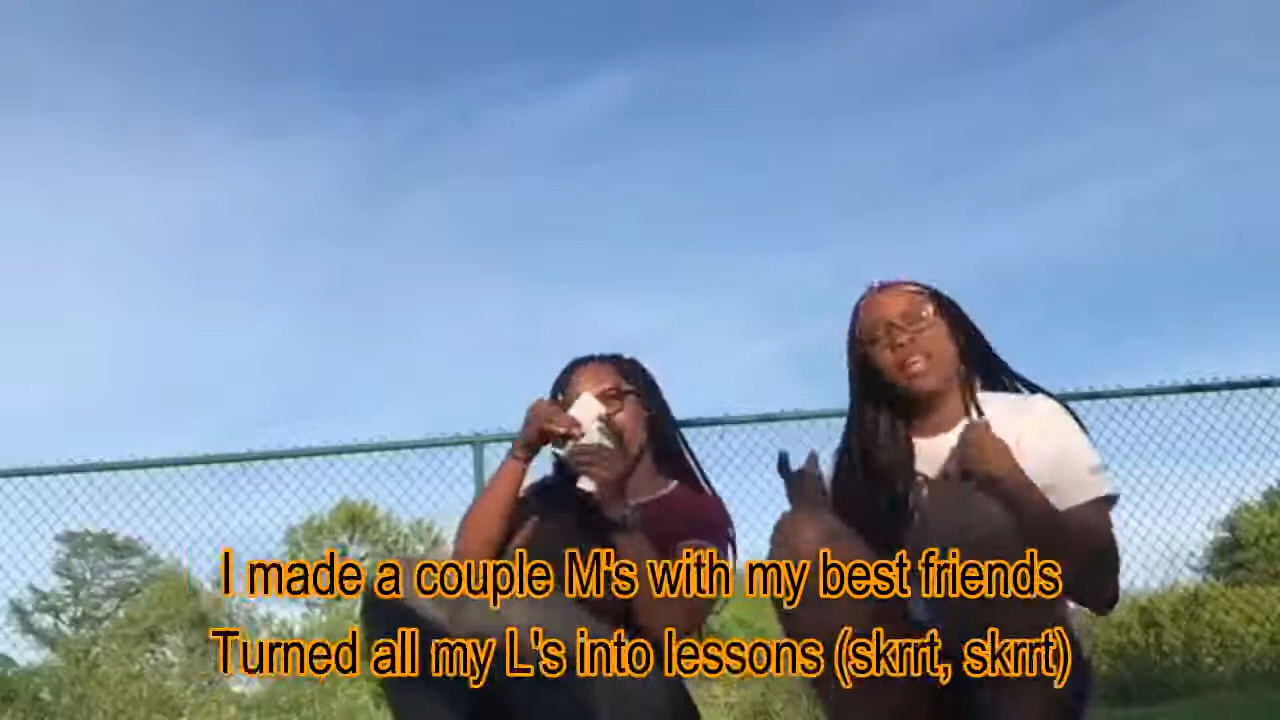 I made a couple M's with my best friends
Turned all my L's into lessons (skrrt, skrrt)